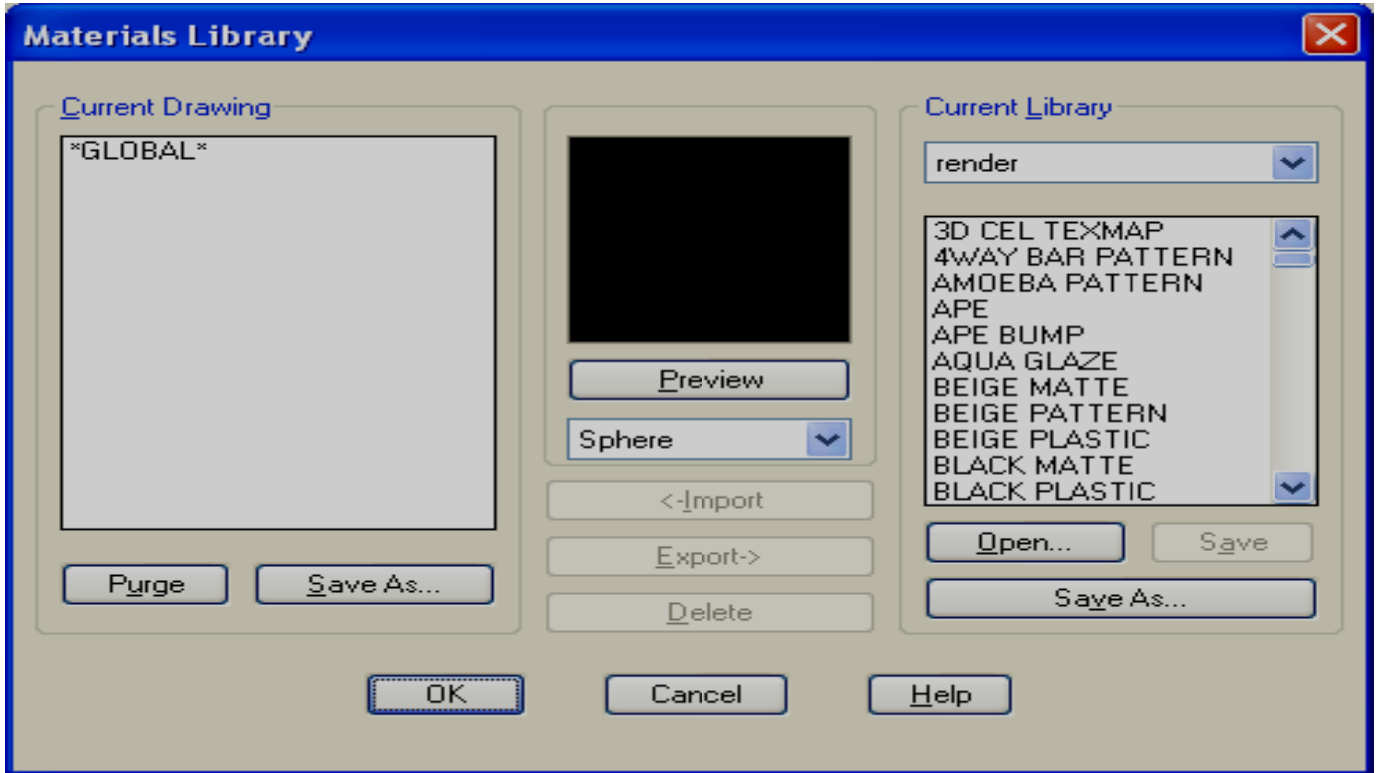 Materials Library
Current Drawing
*GLOBAL*
Purge
Save As...
Preview
Sphere
<-Import
Export->
Delete
Current Library
render
3D CEL TEXMAP
4WAY BAR PATTERN
AMOEBA PATTERN
APE
APE BUMP
AQUA GLAZE
BEIGE MATTE
BEIGE PATTERN
BEIGE PLASTIC
BLACK MATTE
BLACK PLASTIC
Open...
Save
Save As...
OK
Cancel
Help